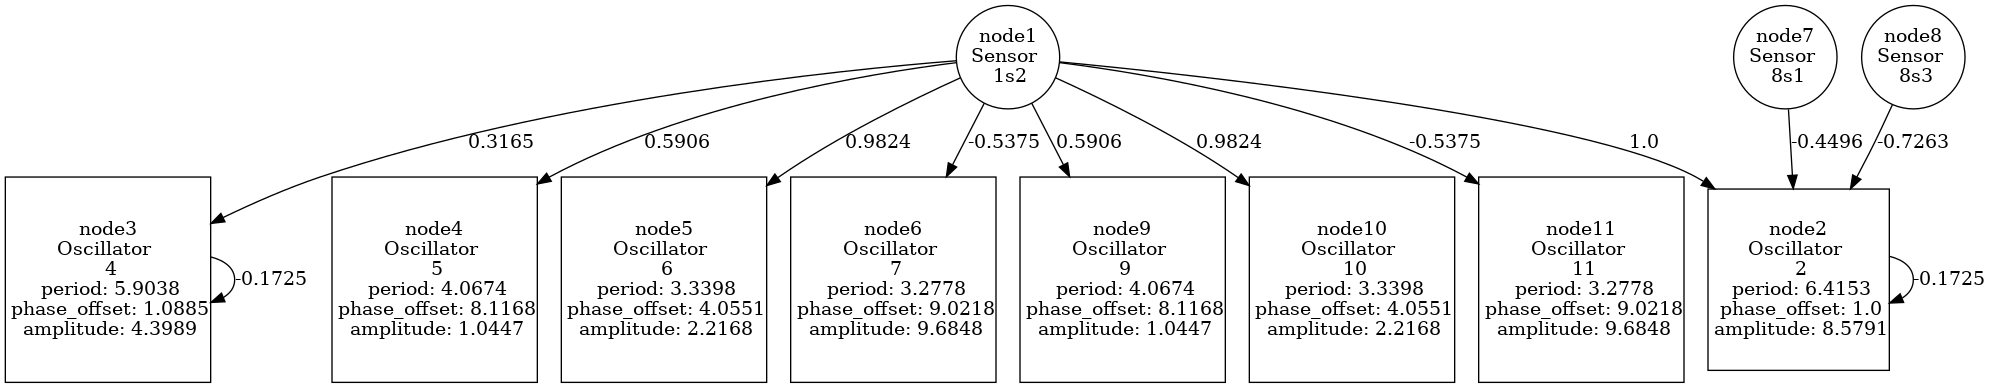 node1
Sensor
1s2
node7
Sensor
8s1
node8
Sensor
8s3
0.3165
0.5906
0.9824
-0.5375
0.5906
0.9824
-0.5375
1.0
-0.4496
-0.7263
node3
Oscillator
4
period: 5.9038
phase_offset: 1.0885
amplitude: 4.3989
-0.1725
node4
Oscillator
5
period: 4.0674
phase_offset: 8.1168
amplitude: 1.0447
node5
Oscillator
6
period: 3.3398
phase_offset: 4.0551
amplitude: 2.2168
node6
Oscillator
7
period: 3.2778
phase_offset: 9.0218
amplitude: 9.6848
node9
Oscillator
9
period: 4.0674
phase_offset: 8.1168
amplitude: 1.0447
node10
Oscillator
10
period: 3.3398
phase_offset: 4.0551
amplitude: 2.2168
node11
Oscillator
11
period: 3.2778
phase_offset: 9.0218
amplitude: 9.6848
node2
Oscillator
2
period: 6.4153
phase_offset: 1.0
amplitude: 8.5791
-0.1725